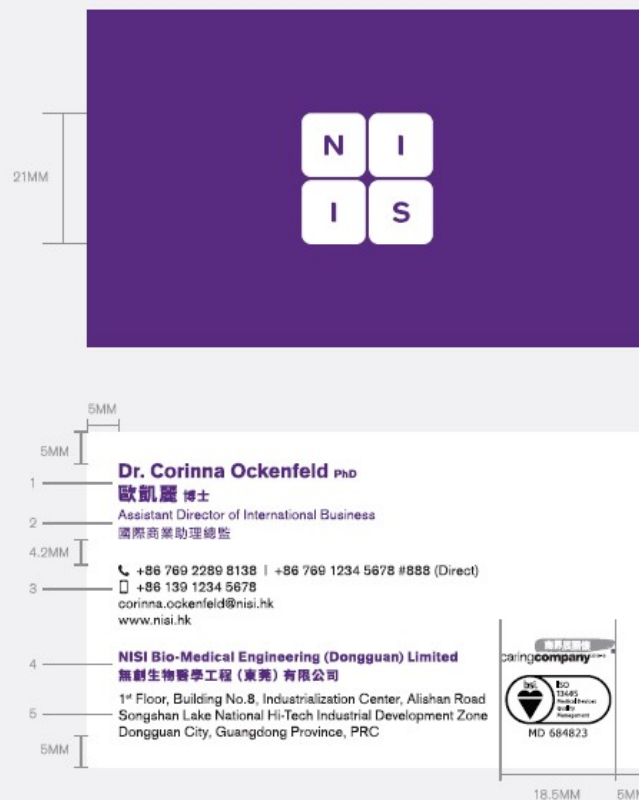 21MM
N I
I S
5MM
5MM
1
Dr. Corinna Ockenfeld PhD
歐凱麗 博士
2
Assistant Director of International Business
國際商業助理總監
4.2MM
+86 769 2289 8138 | +86 769 1234 5678 #888 (Direct)
3
+86 139 1234 5678
corinna.ockenfeld@nisi.hk
www.nisi.hk
4
NISI Bio-Medical Engineering (Dongguan) Limited
無創生物醫學工程（東莞）有限公司
1st Floor, Building No.8, Industrialization Center, Alishan Road
5
Songshan Lake National Hi-Tech Industrial Development Zone
Dongguan City, Guangdong Province, PRC
5MM
caringcompany
bsi.
ISO
13485
Medical Devices
Quality
Management
MD 684823
18.5MM
5MM